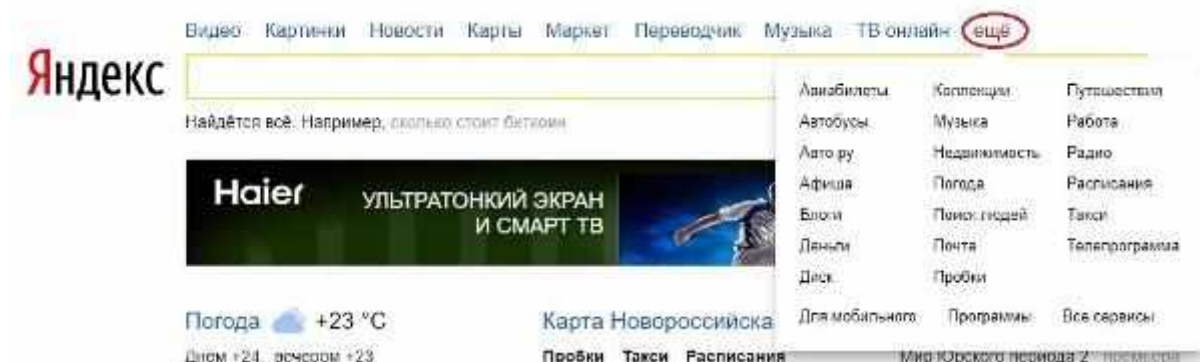 Видео Картинки Новости Карты Маркет Переводчик Музыка ТВ онлайн ещё
Яндекс
Найдётся всё. Например, сколько стоит биткоин
Авиабилеты Коллекции Путешествия
Автобусы Музыка Работа
Авто ру Недвижимость Радио
Афиша Погода Расписания
Блоги Поиск людей Такси
Деньги Почта Телепрограмма
Диск Пробки
Для мобильного Программы Все сервисы
Haier УЛЬТРАТОНКИЙ ЭКРАН
И СМАРТ ТВ
Погода +23 °C
Днём +24, вечером +23
Карта Новороссийска
Пробки Такси Расписания
Мир Юрского периода 2 премьера